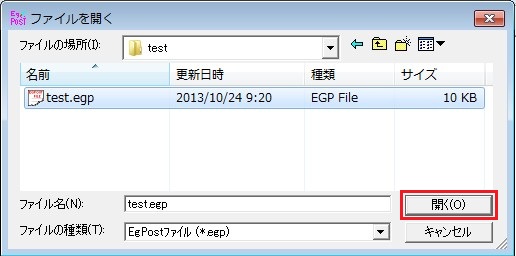 Eg POST ファイルを開く
ファイルの場所(I): test
名前 更新日時 種類 サイズ
test.egp 2013/10/24 9:20 EGP File 10 KB
ファイル名(N): test.egp 開く(O)
ファイルの種類(T): EgPostファイル (*.egp) キャンセル